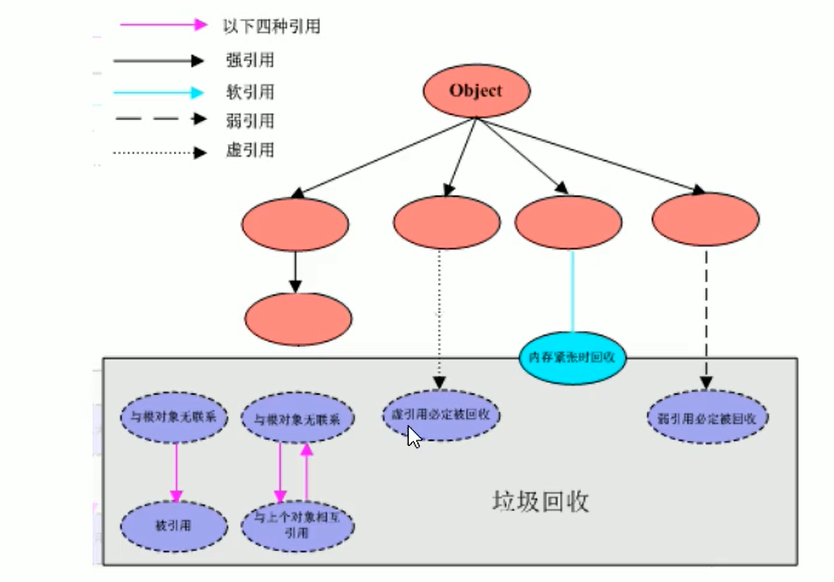 以下四种引用
强引用
软引用
弱引用
虚引用
Object
内存紧张时回收
与根对象无联系
与根对象无联系
虚引用必定被回收
弱引用必定被回收
垃圾回收
被引用
与上个对象相互
引用